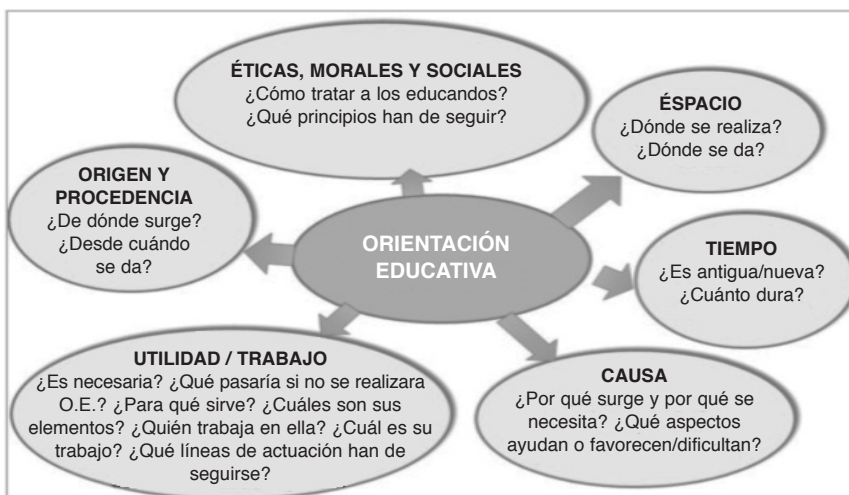 ÉTICAS, MORALES Y SOCIALES
¿Cómo tratar a los educandos?
¿Qué principios han de seguir?
ÉSPACIO
¿Dónde se realiza?
¿Dónde se da?
ORIGEN Y
PROCEDENCIA
¿De dónde surge?
¿Desde cuándo
se da?
ORIENTACIÓN
EDUCATIVA
TIEMPO
¿Es antigua/nueva?
¿Cuánto dura?
UTILIDAD / TRABAJO
¿Es necesaria? ¿Qué pasaría si no se realizara
O.E.? ¿Para qué sirve? ¿Cuáles son sus
elementos? ¿Quién trabaja en ella? ¿Cuál es su
trabajo? ¿Qué líneas de actuación han de
seguirse?
CAUSA
¿Por qué surge y por qué se
necesita? ¿Qué aspectos
ayudan o favorecen/dificultan?